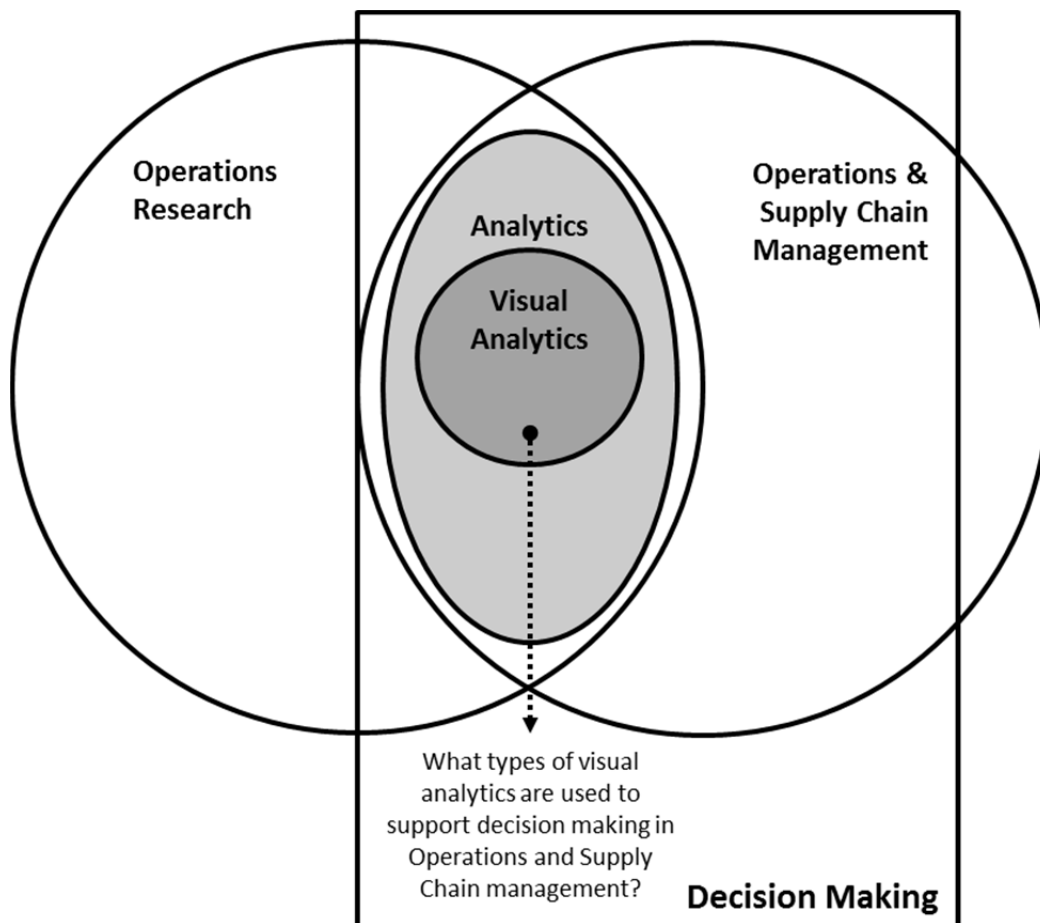 Operations
Research
Operations &
Supply Chain
Management
Analytics
Visual
Analytics
What types of visual
analytics are used to
support decision making in
Operations and Supply
Chain management?
Decision Making